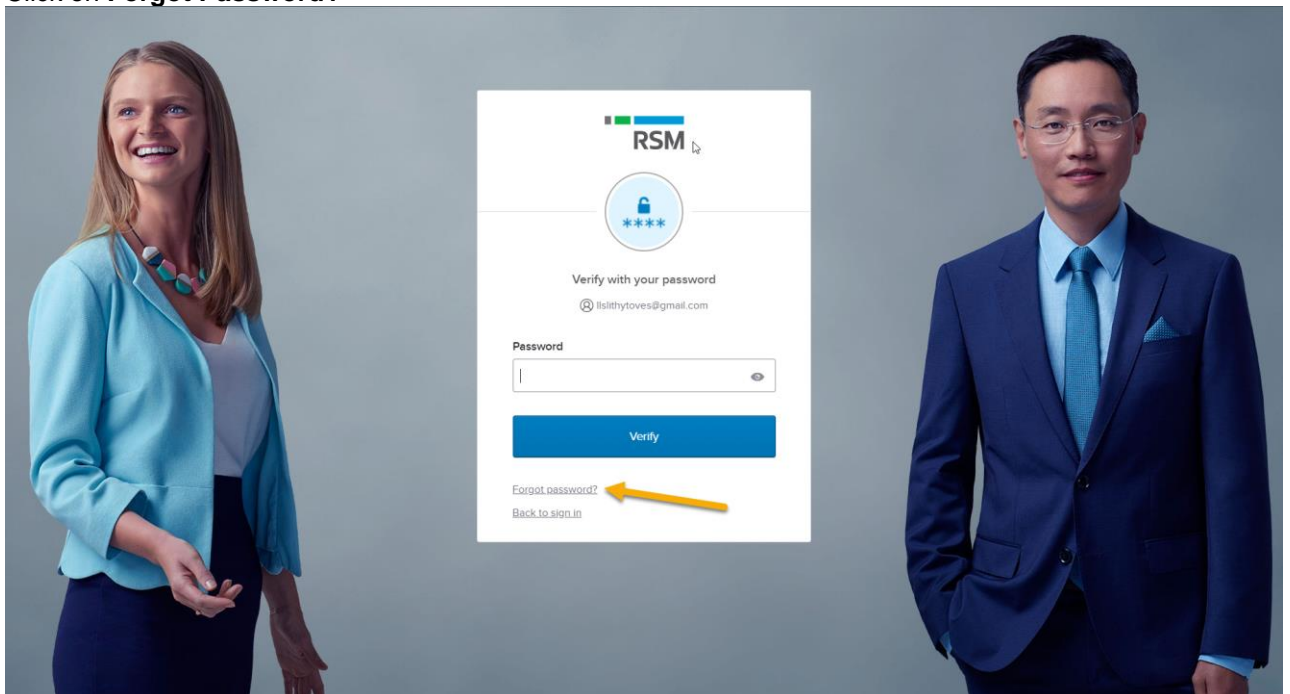 Click on Forgot Password?
RSM
****
Verify with your password
llslithytoves@gmail.com
Password
Verify
Forgot password?
Back to sign in